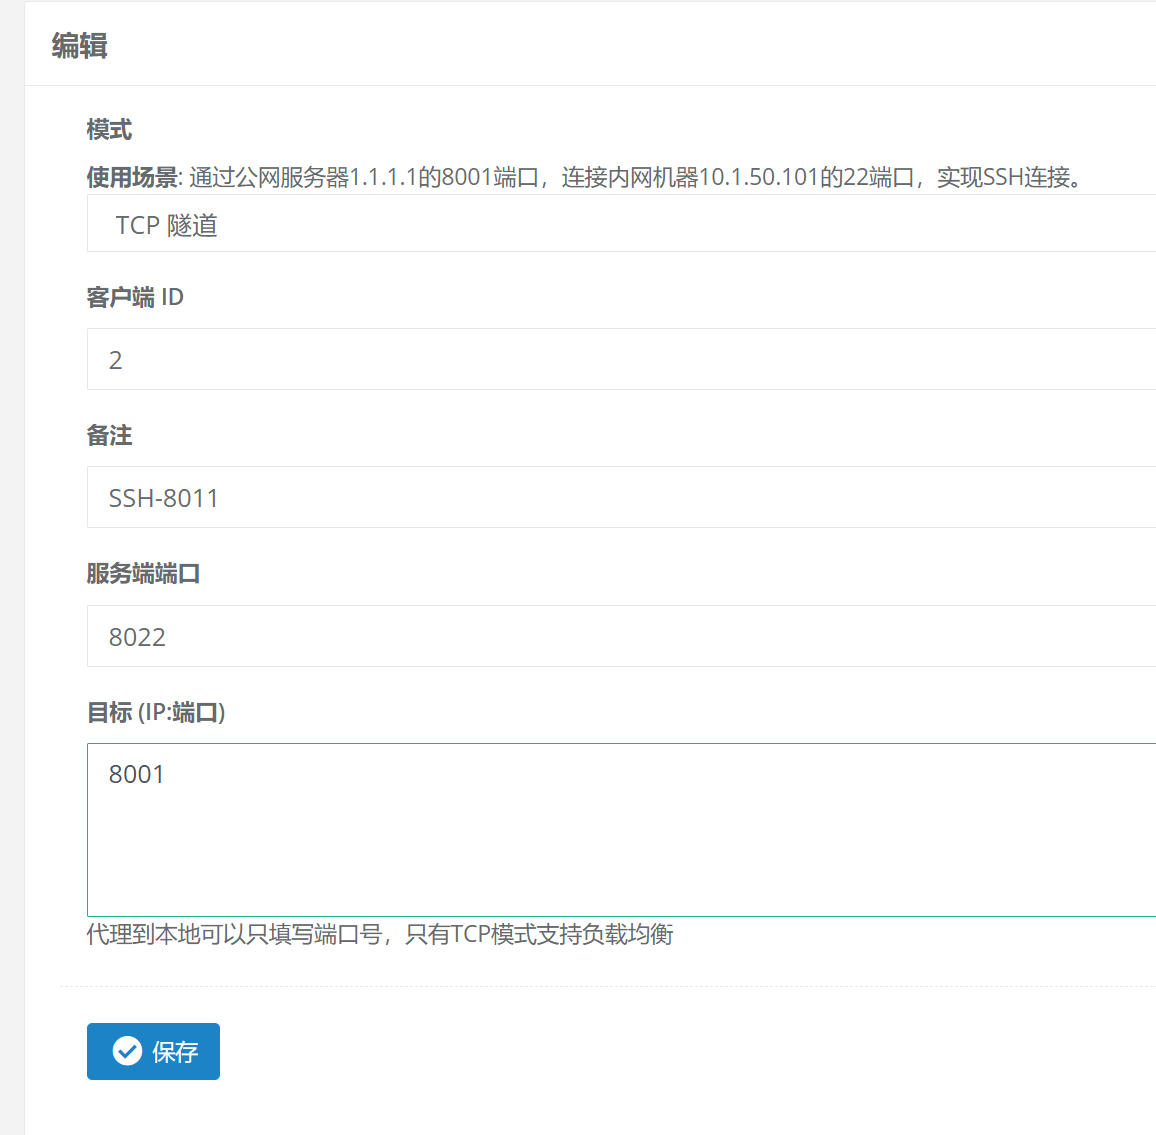 编辑
模式
使用场景: 通过公网服务器1.1.1.1的8001端口，连接内网机器10.1.50.101的22端口，实现SSH连接。
TCP 隧道
客户端 ID
2
备注
SSH-8011
服务端端口
8022
目标 (IP:端口)
8001
代理到本地可以只填写端口号，只有TCP模式支持负载均衡
保存